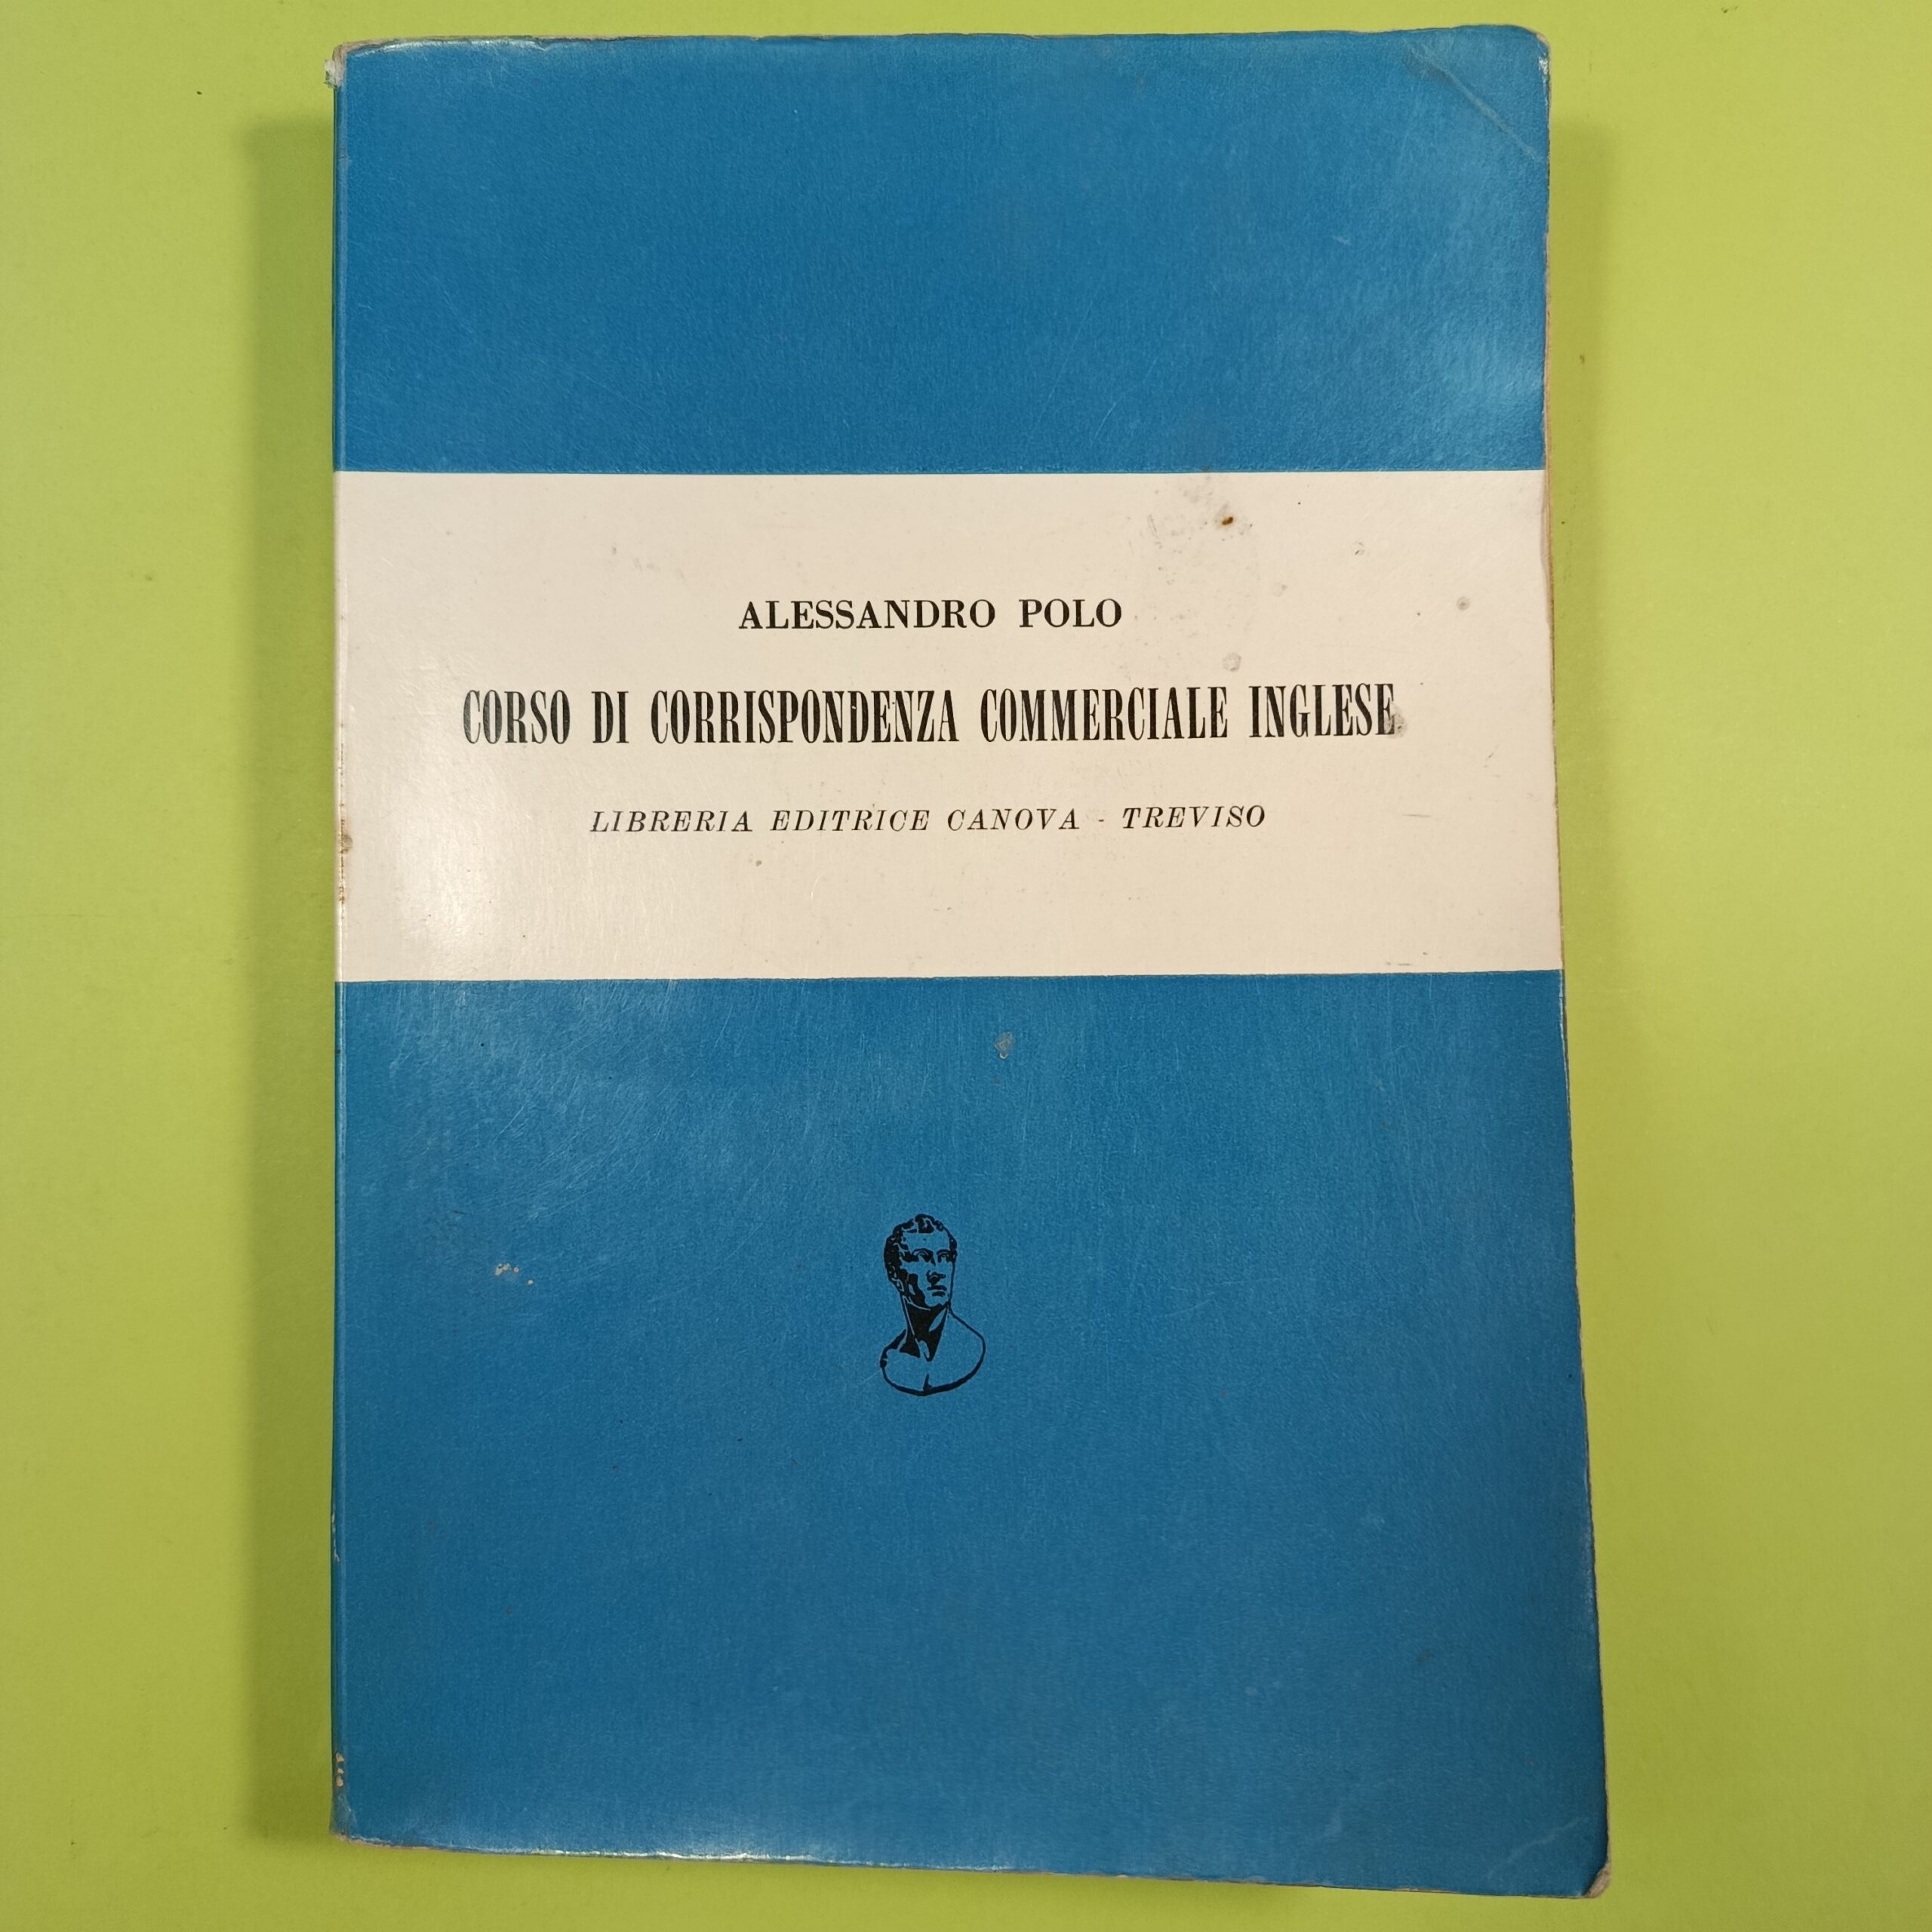 ALESSANDRO POLO
CORSO DI CORRISPONDENZA COMMERCIALE INGLESE
LIBRERIA EDITRICE CANOVA - TREVISO